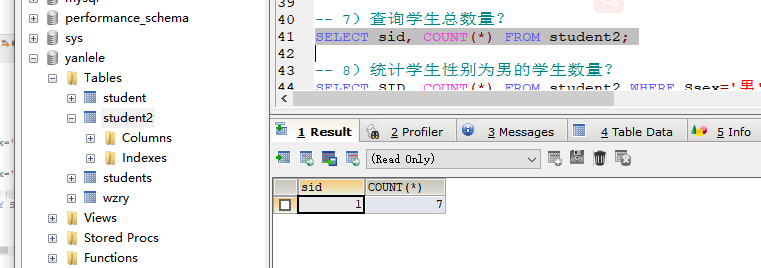 mysql
performance_schema
sys
yanlele
Tables
student
student2
Columns
Indexes
students
wzry
Views
Stored Procs
Functions
39
40 -- 7）查询学生总数量？
41 SELECT sid, COUNT(*) FROM student2;
42
43 -- 8）统计学生性别为男的学生数量？
44 SELECT SID, COUNT(*) FROM student2 WHERE Ssex='男'
1 Result
2 Profiler
3 Messages
4 Table Data
5 Info
(Read Only)
sid COUNT(*)
1 7